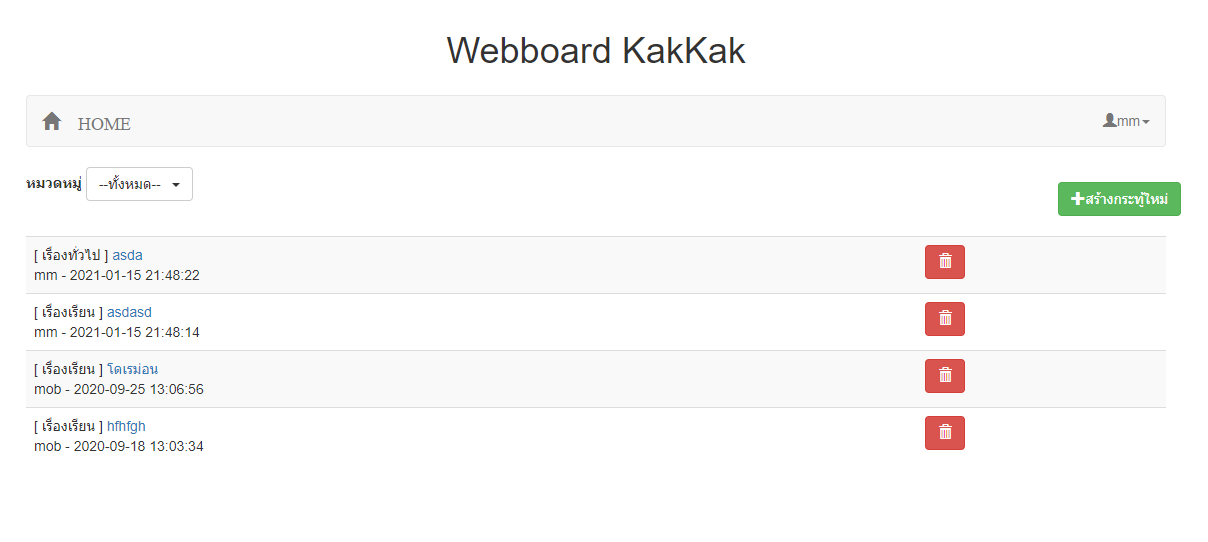 Webboard KakKak
HOME
mm
หมวดหมู่ --ทั้งหมด--
สร้างกระทู้ใหม่
[ เรื่องทั่วไป ] asda
mm - 2021-01-15 21:48:22
[ เรื่องเรียน ] asdasd
mm - 2021-01-15 21:48:14
[ เรื่องเรียน ] โดเรม่อน
mob - 2020-09-25 13:06:56
[ เรื่องเรียน ] hfhfgh
mob - 2020-09-18 13:03:34